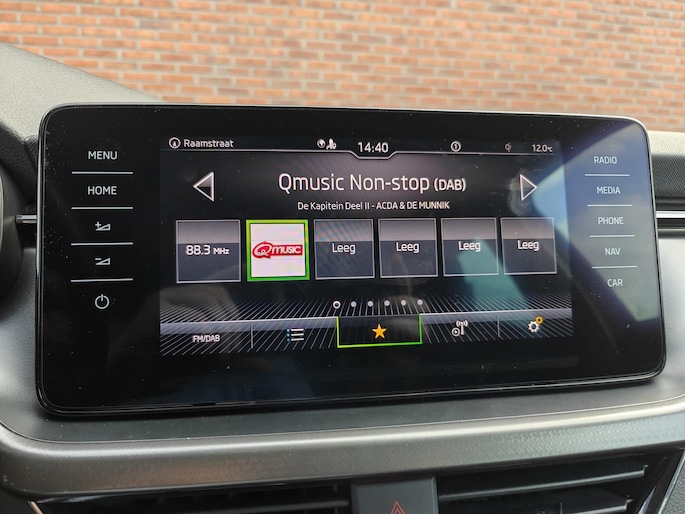 Raamstraat
14:40
12.0°C
MENU
HOME
RADIO
MEDIA
PHONE
NAV
CAR
Qmusic Non-stop (DAB)
De Kapitein Deel II - ACDA & DE MUNNIK
88.3 MHz
Qmusic
Leeg
Leeg
Leeg
Leeg
FM/DAB